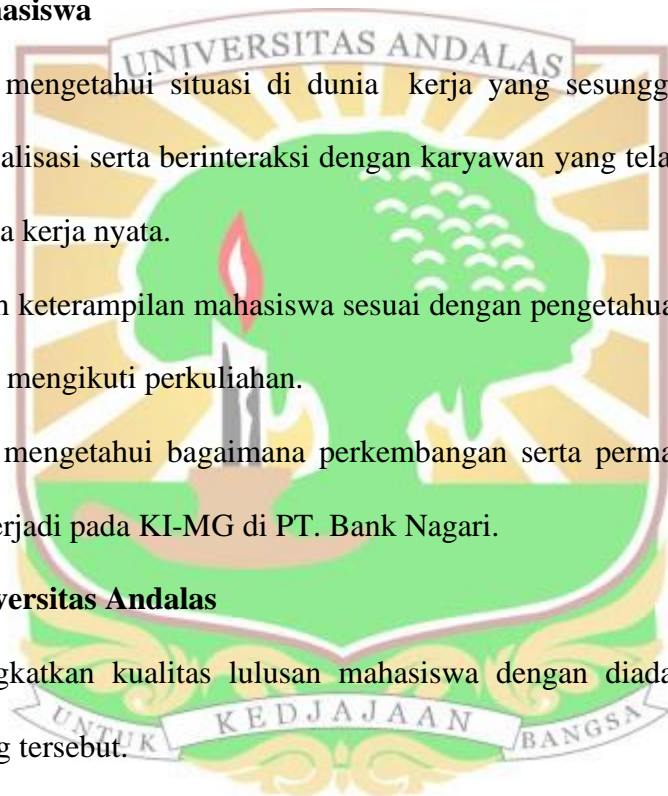 hasiswa
UNIVERSITAS ANDALAS
mengetahui situasi di dunia kerja yang sesungg
alisasi serta berinteraksi dengan karyawan yang tela
a kerja nyata.
n keterampilan mahasiswa sesuai dengan pengetahua
mengikuti perkuliahan.
mengetahui bagaimana perkembangan serta perma
erjadi pada KI-MG di PT. Bank Nagari.
versitas Andalas
gkatkan kualitas lulusan mahasiswa dengan diada
g tersebut.
UNTUK KEDJAJAAN BANGSA